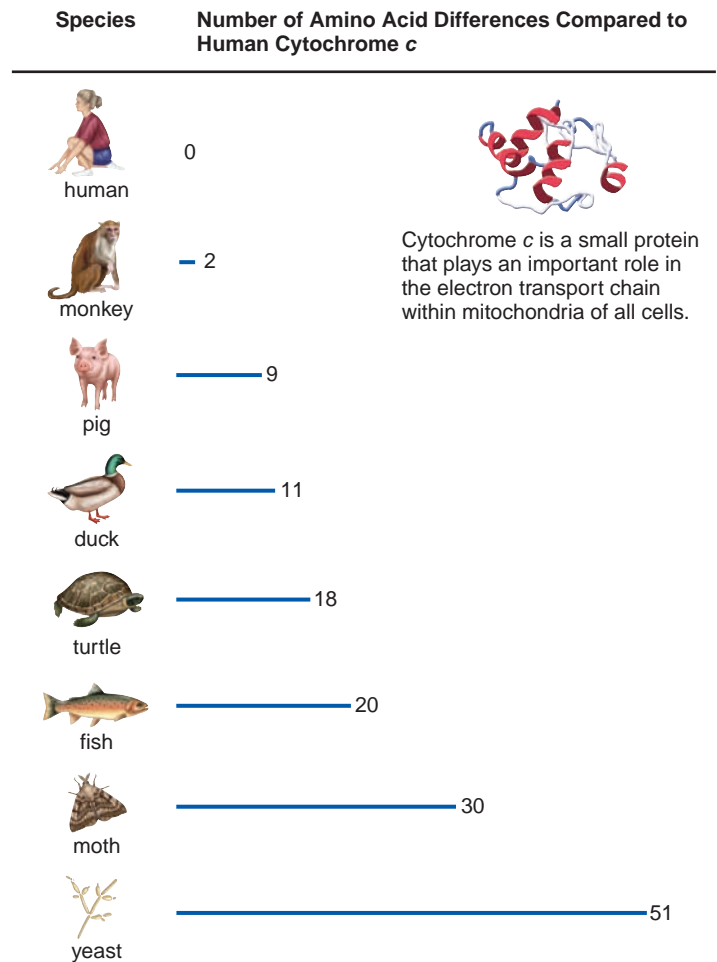 Species
Number of Amino Acid Differences Compared to
Human Cytochrome c
0
human
Cytochrome c is a small protein
that plays an important role in
the electron transport chain
within mitochondria of all cells.
2
monkey
9
pig
11
duck
18
turtle
20
fish
30
moth
51
yeast